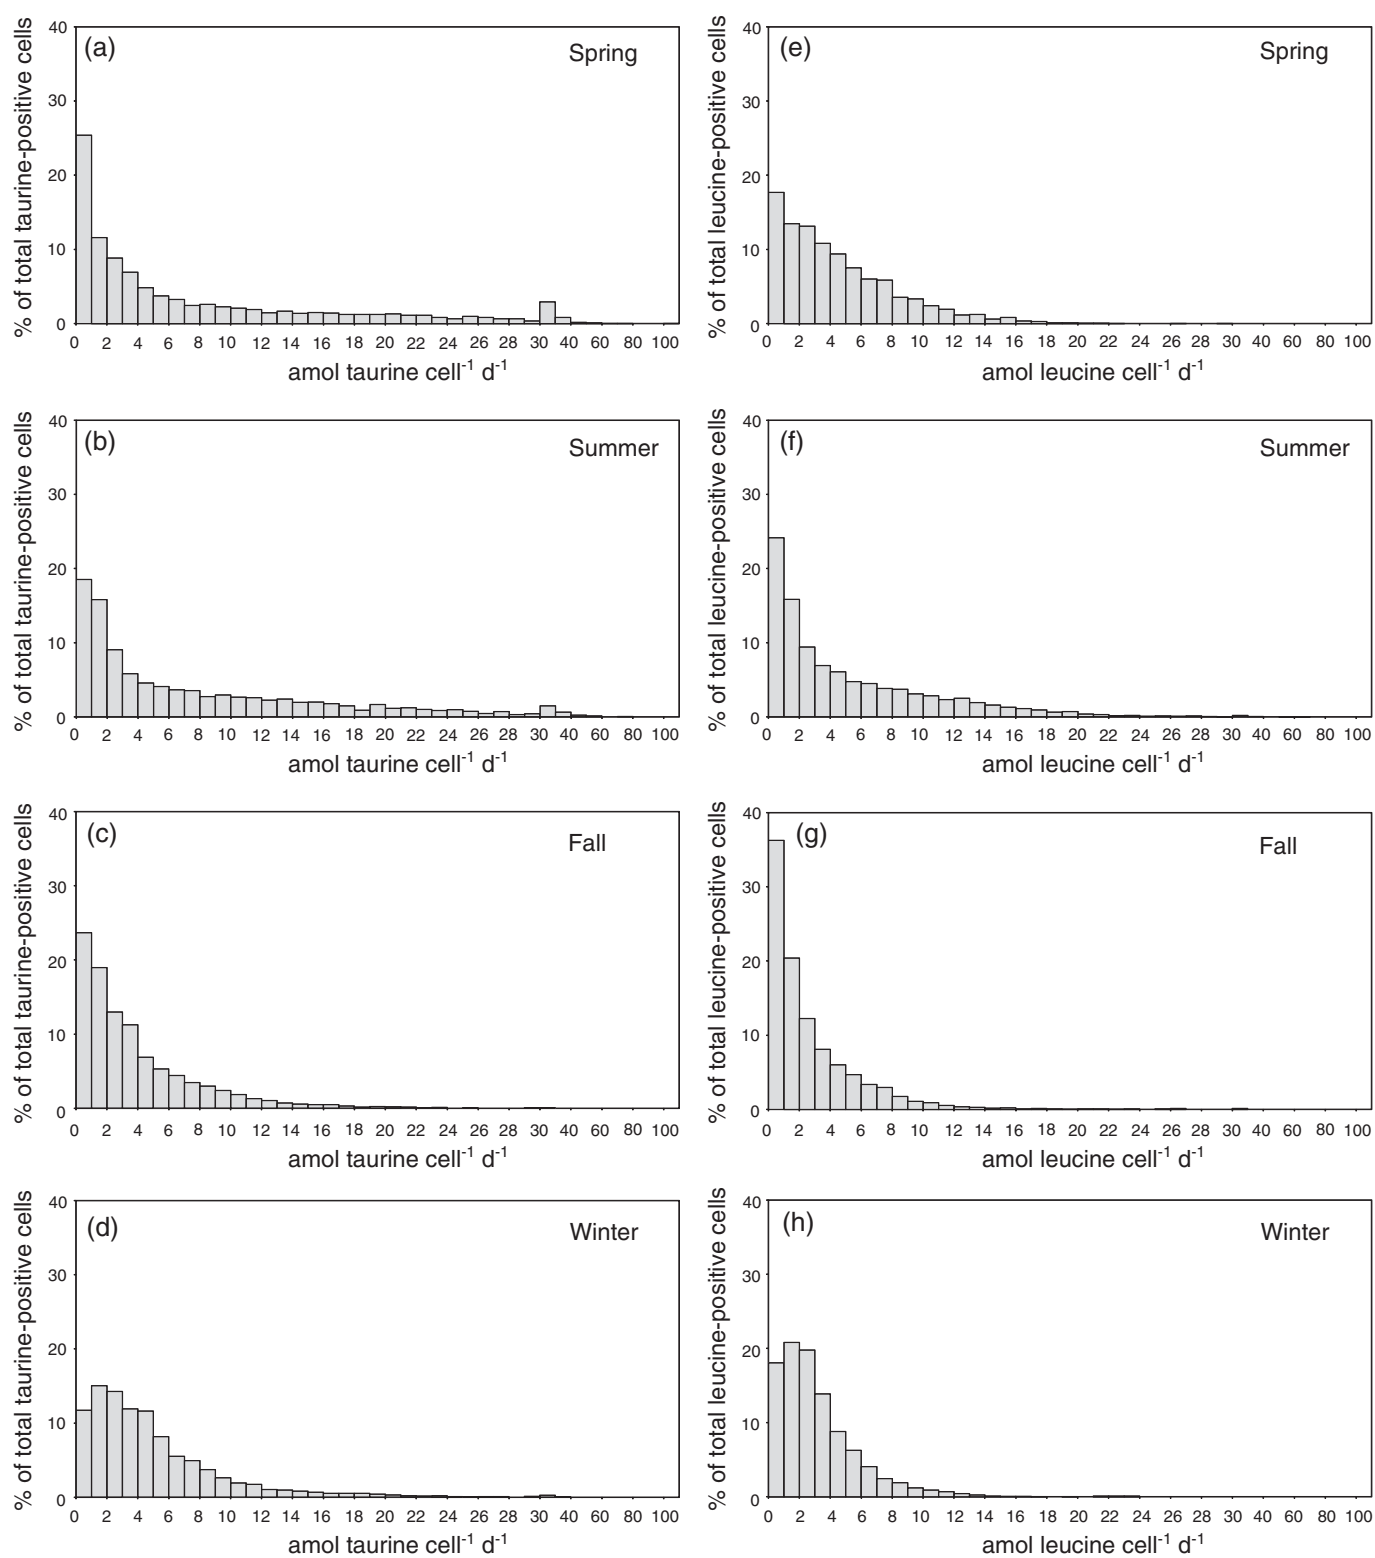 % of total taurine-positive cells
40
30
20
10
0
(a)
Spring
0 2 4 6 8 10 12 14 16 18 20 22 24 26 28 30 40 60 80 100
amol taurine cell-1 d-1
% of total leucine-positive cells
40
30
20
10
0
(e)
Spring
0 2 4 6 8 10 12 14 16 18 20 22 24 26 28 30 40 60 80 100
amol leucine cell-1 d-1
% of total taurine-positive cells
40
30
20
10
0
(b)
Summer
0 2 4 6 8 10 12 14 16 18 20 22 24 26 28 30 40 60 80 100
amol taurine cell-1 d-1
% of total leucine-positive cells
40
30
20
10
0
(f)
Summer
0 2 4 6 8 10 12 14 16 18 20 22 24 26 28 30 40 60 80 100
amol leucine cell-1 d-1
% of total taurine-positive cells
40
30
20
10
0
(c)
Fall
0 2 4 6 8 10 12 14 16 18 20 22 24 26 28 30 40 60 80 100
amol taurine cell-1 d-1
% of total leucine-positive cells
40
30
20
10
0
(g)
Fall
0 2 4 6 8 10 12 14 16 18 20 22 24 26 28 30 40 60 80 100
amol leucine cell-1 d-1
% of total taurine-positive cells
40
30
20
10
0
(d)
Winter
0 2 4 6 8 10 12 14 16 18 20 22 24 26 28 30 40 60 80 100
amol taurine cell-1 d-1
% of total leucine-positive cells
40
30
20
10
0
(h)
Winter
0 2 4 6 8 10 12 14 16 18 20 22 24 26 28 30 40 60 80 100
amol leucine cell-1 d-1